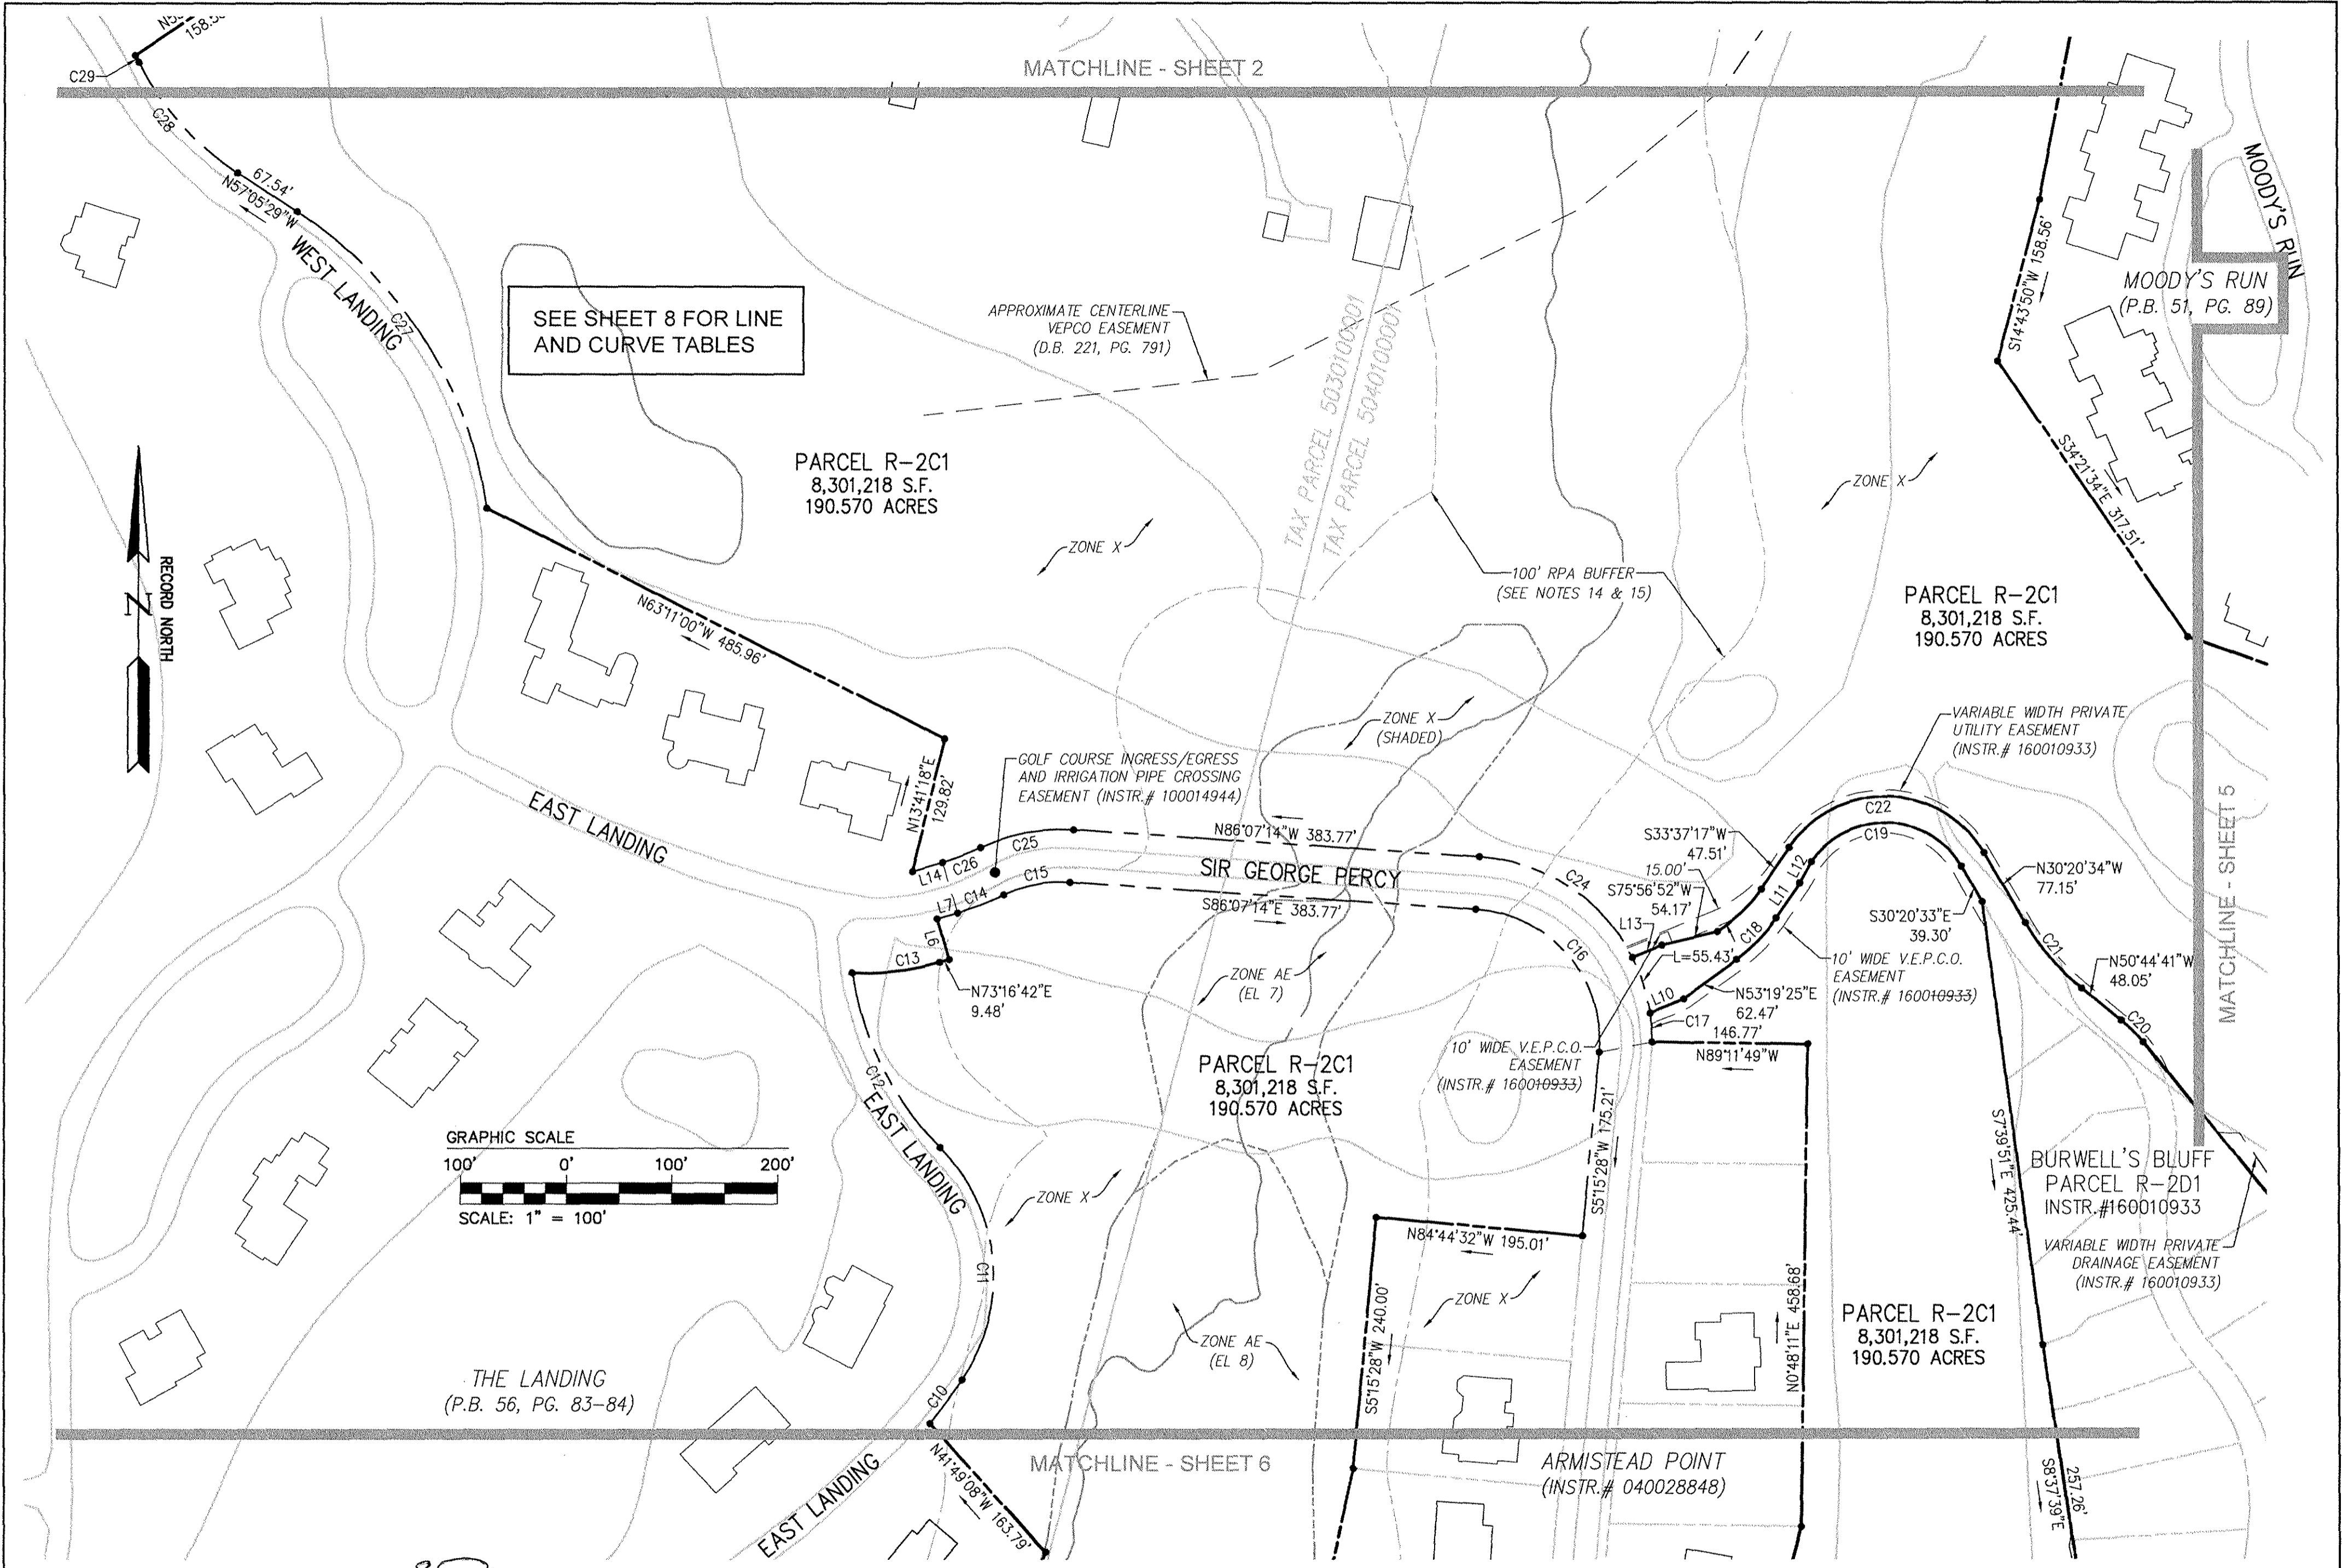 158.5
C29
MATCHLINE - SHEET 2
C28
67.54'
N57°05'29"W
WEST LANDING
C27
SEE SHEET 8 FOR LINE
AND CURVE TABLES
APPROXIMATE CENTERLINE
VEPCO EASEMENT
(D.B. 221, PG. 791)
TAX PARCEL 5030100001
TAX PARCEL 5040100001
MOODY'S RUN
S14°43'50"W 158.56'
MOODY'S RUN
(P.B. 51, PG. 89)
S34°21'34"E 317.51'
PARCEL R-2C1
8,301,218 S.F.
190.570 ACRES
ZONE X
ZONE X
RECORD NORTH
N
100' RPA BUFFER
(SEE NOTES 14 & 15)
PARCEL R-2C1
8,301,218 S.F.
190.570 ACRES
N63°11'00"W 485.96'
ZONE X
(SHADED)
VARIABLE WIDTH PRIVATE
UTILITY EASEMENT
(INSTR.# 160010933)
GOLF COURSE INGRESS/EGRESS
AND IRRIGATION PIPE CROSSING
EASEMENT (INSTR.# 100014944)
N13°41'18"E
129.82'
EAST LANDING
L14
C26
C25
N86°07'14"W 383.77'
SIR GEORGE PERCY
S86°07'14"E 383.77'
L7
C14
C15
L6
C13
N73°16'42"E
9.48'
C24
C16
S33°37'17"W
47.51'
15.00'
S75°56'52"W
54.17'
L13
L=55.43'
C22
C19
L12
L11
C18
L10
C17
N53°19'25"E
62.47'
146.77'
N89°11'49"W
S30°20'33"E
39.30'
N30°20'34"W
77.15'
C21
N50°44'41"W
48.05'
C20
10' WIDE V.E.P.C.O.
EASEMENT
(INSTR.# 160010933)
MATCHLINE - SHEET 5
ZONE AE
(EL 7)
10' WIDE V.E.P.C.O.
EASEMENT
(INSTR.# 160010933)
PARCEL R-2C1
8,301,218 S.F.
190.570 ACRES
C12
EAST LANDING
C11
C10
GRAPHIC SCALE
100' 0' 100' 200'
SCALE: 1" = 100'
ZONE X
S5°15'28"W 175.21'
N84°44'32"W 195.01'
S5°15'28"W 240.00'
ZONE X
ZONE AE
(EL 8)
N0°48'11"E 458.68'
S7°39'51"E 425.44'
BURWELL'S BLUFF
PARCEL R-2D1
INSTR.#160010933
VARIABLE WIDTH PRIVATE
DRAINAGE EASEMENT
(INSTR.# 160010933)
PARCEL R-2C1
8,301,218 S.F.
190.570 ACRES
THE LANDING
(P.B. 56, PG. 83-84)
EAST LANDING
N41°49'08"W 163.79'
MATCHLINE - SHEET 6
ARMISTEAD POINT
(INSTR.# 040028848)
257.26'
S8°37'39"E